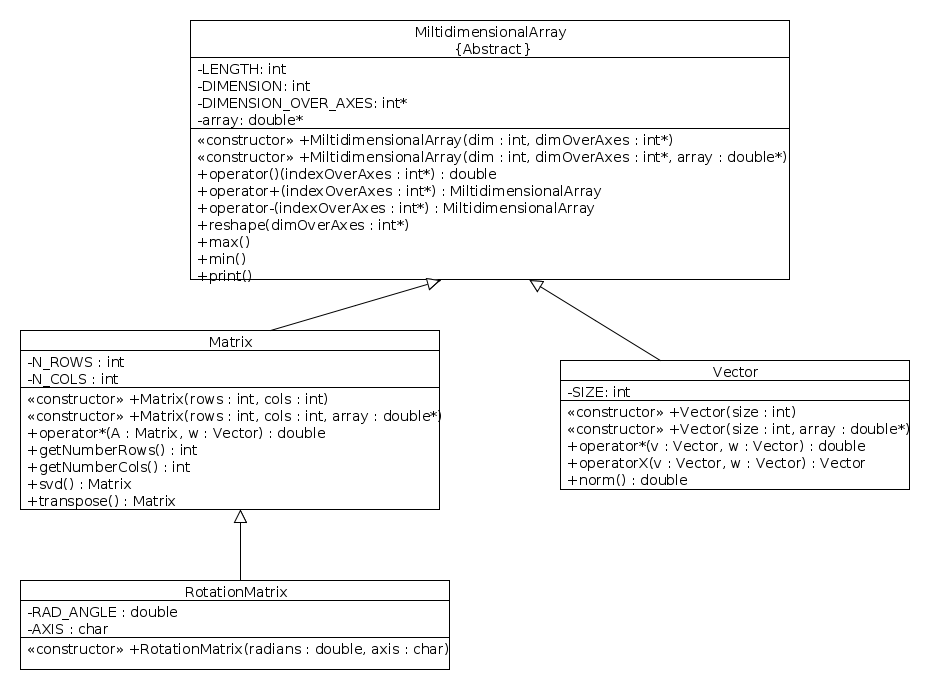 MiltidimensionalArray
{Abstract}
-LENGTH: int
-DIMENSION: int
-DIMENSION_OVER_AXES: int*
-array: double*
«constructor» +MiltidimensionalArray(dim : int, dimOverAxes : int*)
«constructor» +MiltidimensionalArray(dim : int, dimOverAxes : int*, array : double*)
+operator()(indexOverAxes : int*) : double
+operator+(indexOverAxes : int*) : MiltidimensionalArray
+operator-(indexOverAxes : int*) : MiltidimensionalArray
+reshape(dimOverAxes : int*)
+max()
+min()
+print()
Matrix
-N_ROWS : int
-N_COLS : int
«constructor» +Matrix(rows : int, cols : int)
«constructor» +Matrix(rows : int, cols : int, array : double*)
+operator*(A : Matrix, w : Vector) : double
+getNumberRows() : int
+getNumberCols() : int
+svd() : Matrix
+transpose() : Matrix
Vector
-SIZE: int
«constructor» +Vector(size : int)
«constructor» +Vector(size : int, array : double*)
+operator*(v : Vector, w : Vector) : double
+operatorX(v : Vector, w : Vector) : Vector
+norm() : double
RotationMatrix
-RAD_ANGLE : double
-AXIS : char
«constructor» +RotationMatrix(radians : double, axis : char)